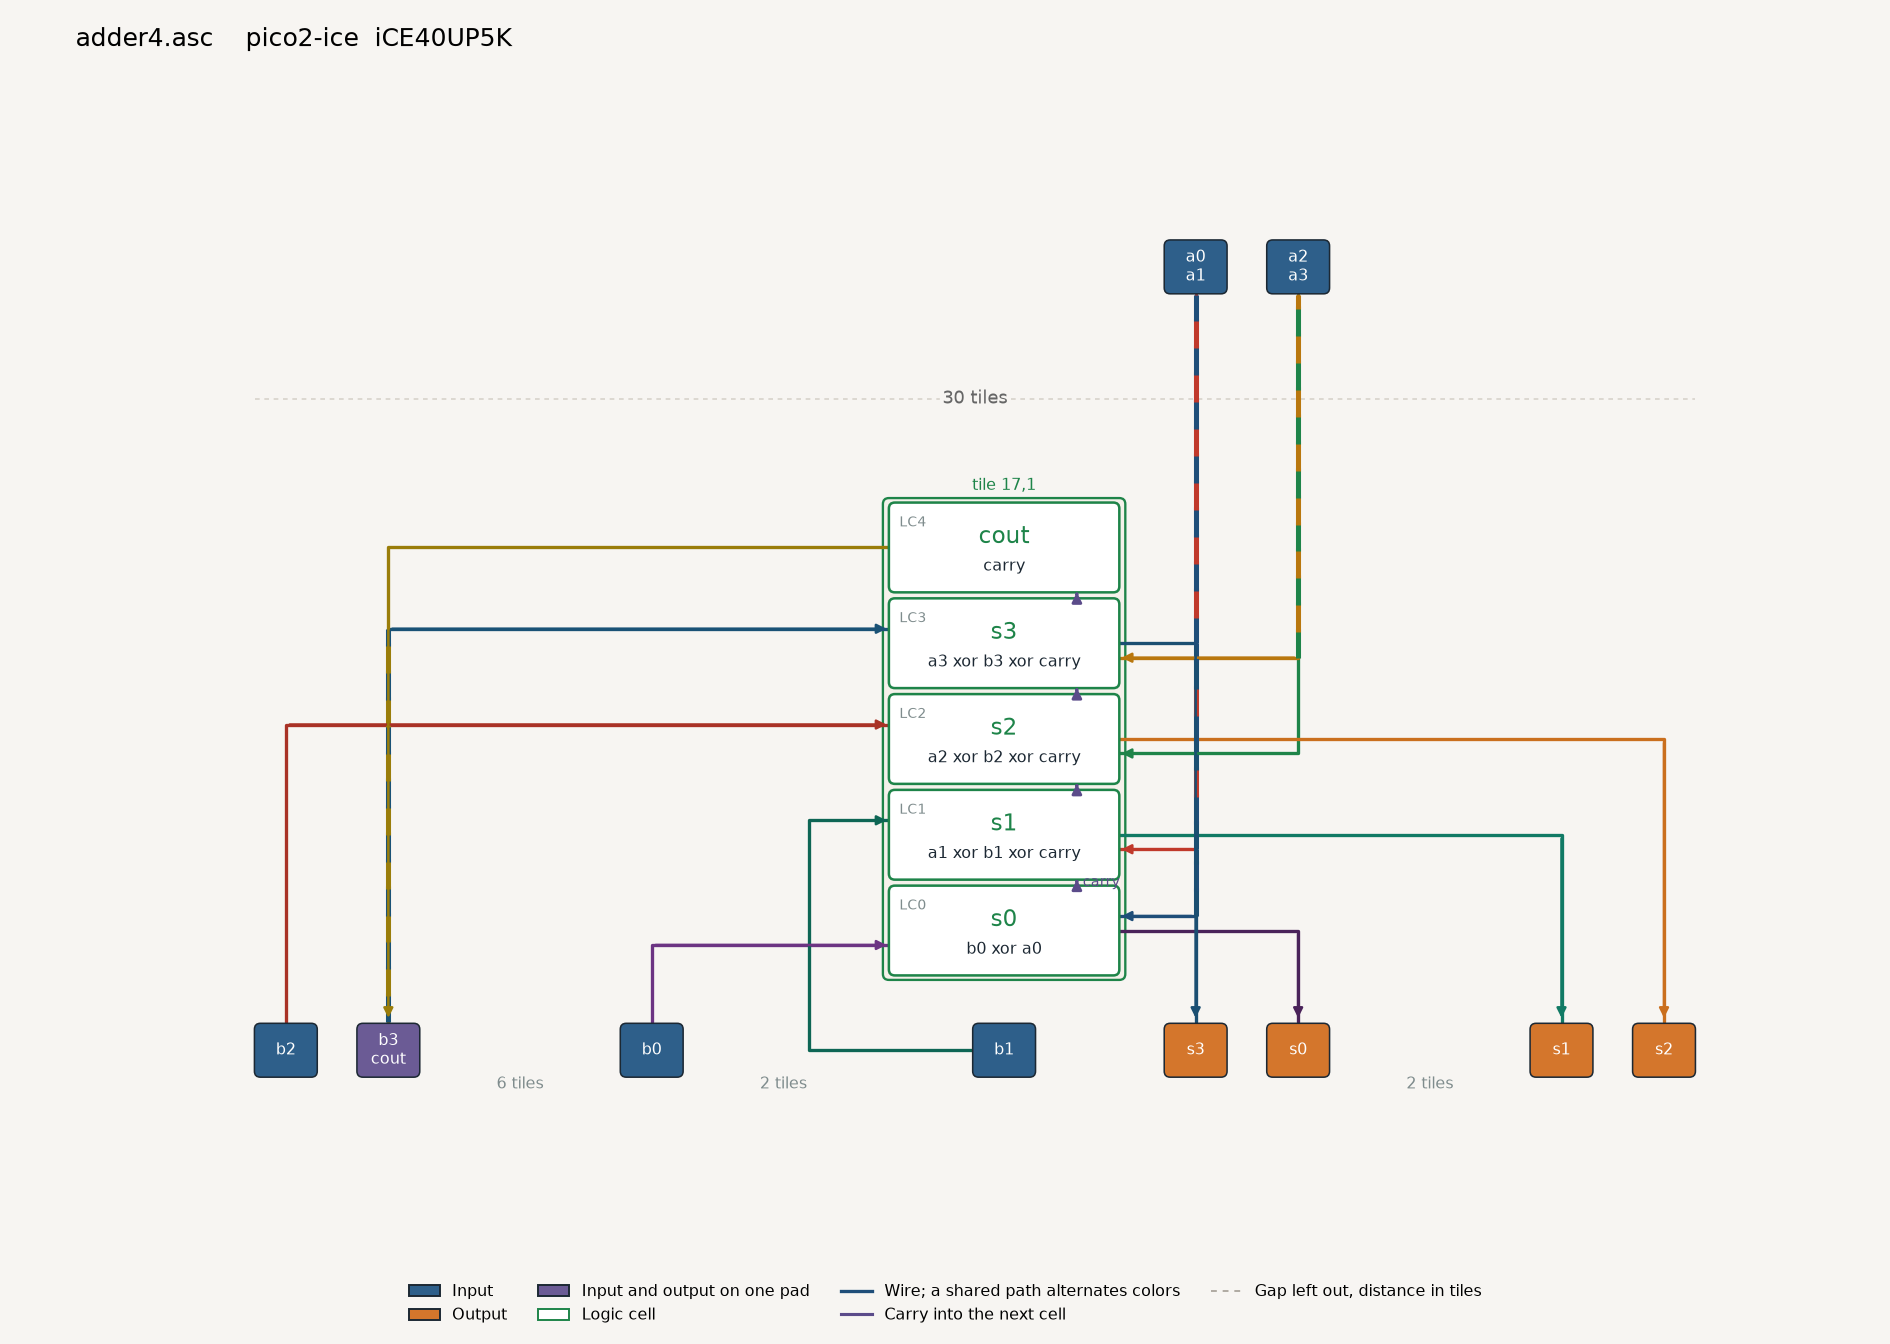 adder4.asc    pico2-ice  iCE40UP5K
a0
a1
a2
a3
30 tiles
tile 17,1
LC4
cout
carry
LC3
s3
a3 xor b3 xor carry
LC2
s2
a2 xor b2 xor carry
LC1
s1
a1 xor b1 xor carry
carry
LC0
s0
b0 xor a0
b2
b3
cout
b0
b1
s3
s0
s1
s2
6 tiles
2 tiles
2 tiles
Input
Output
Input and output on one pad
Logic cell
Wire; a shared path alternates colors
Carry into the next cell
Gap left out, distance in tiles